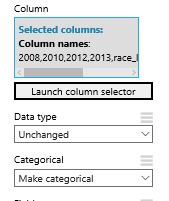 Column
Selected columns:
Column names:
2008,2010,2012,2013,race_
Launch column selector
Data type
Unchanged
Categorical
Make categorical